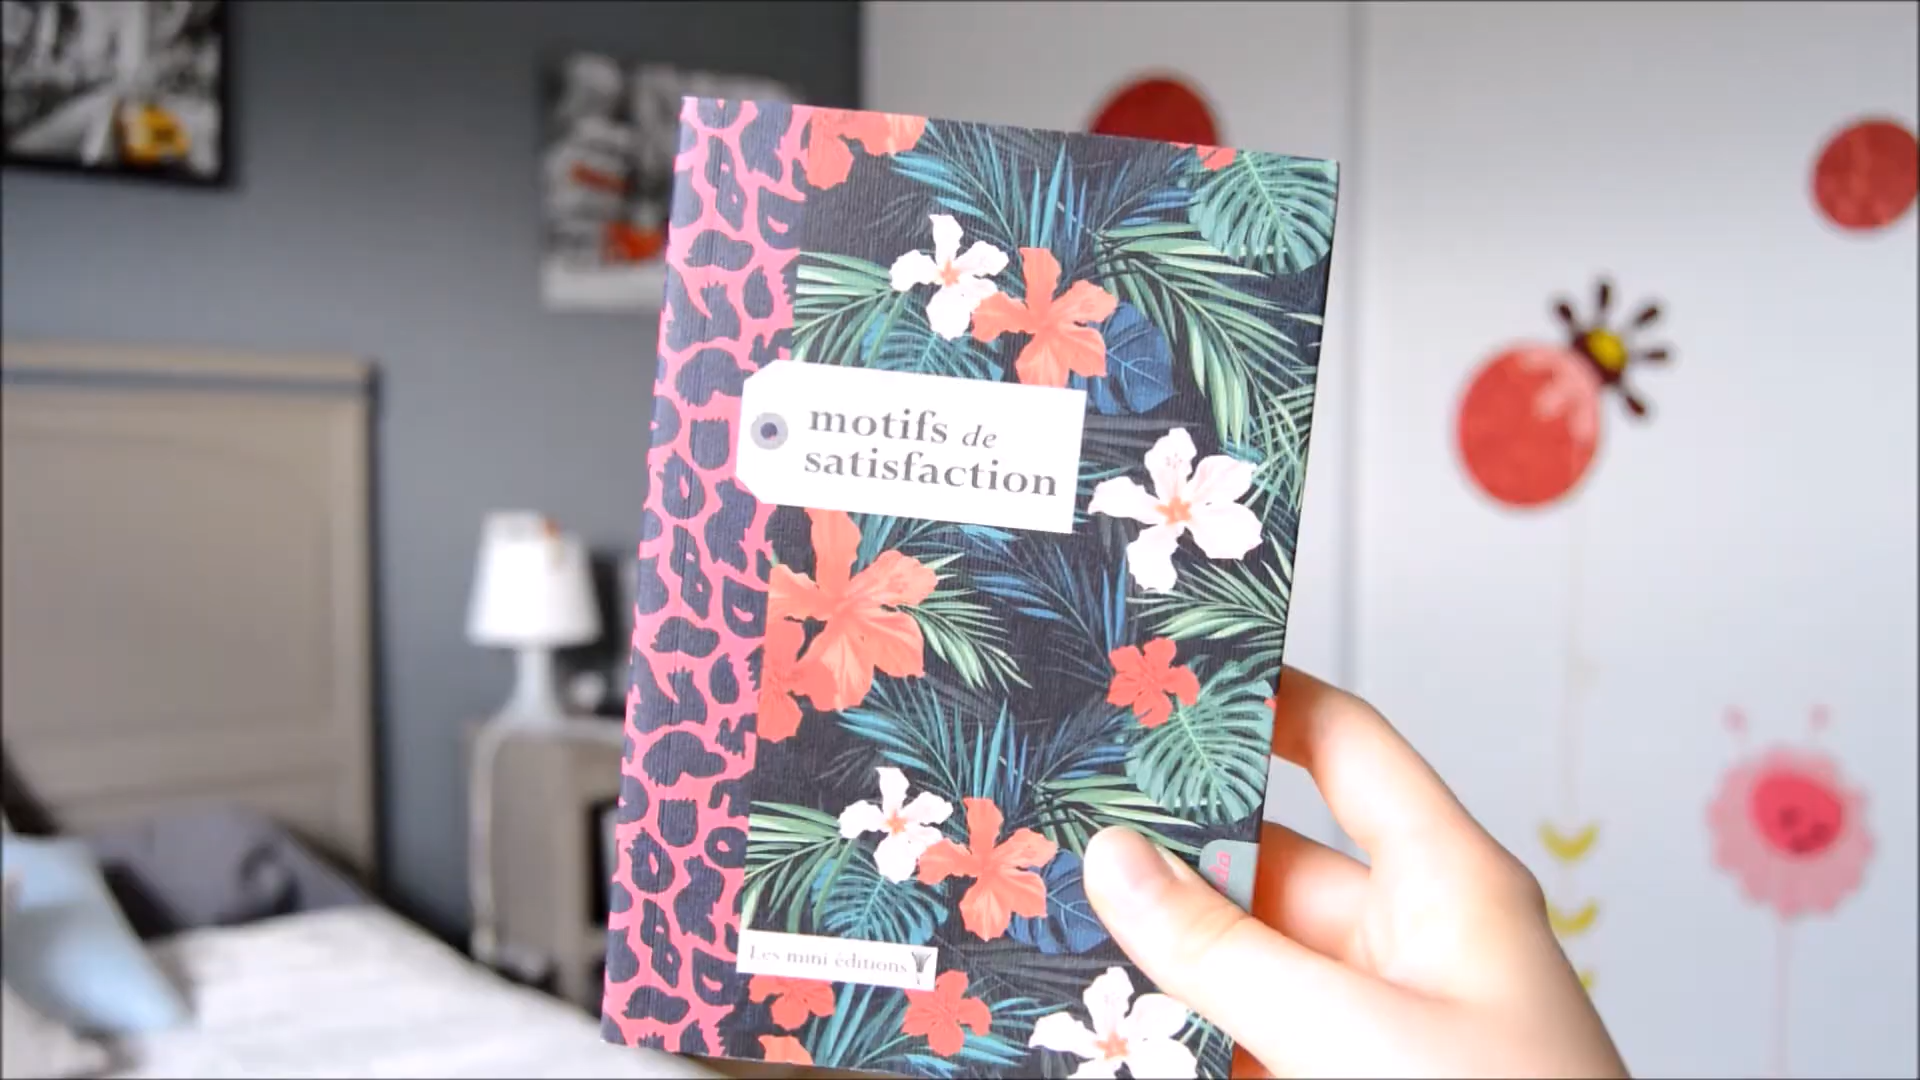 motifs de
satisfaction
Les mini éditions